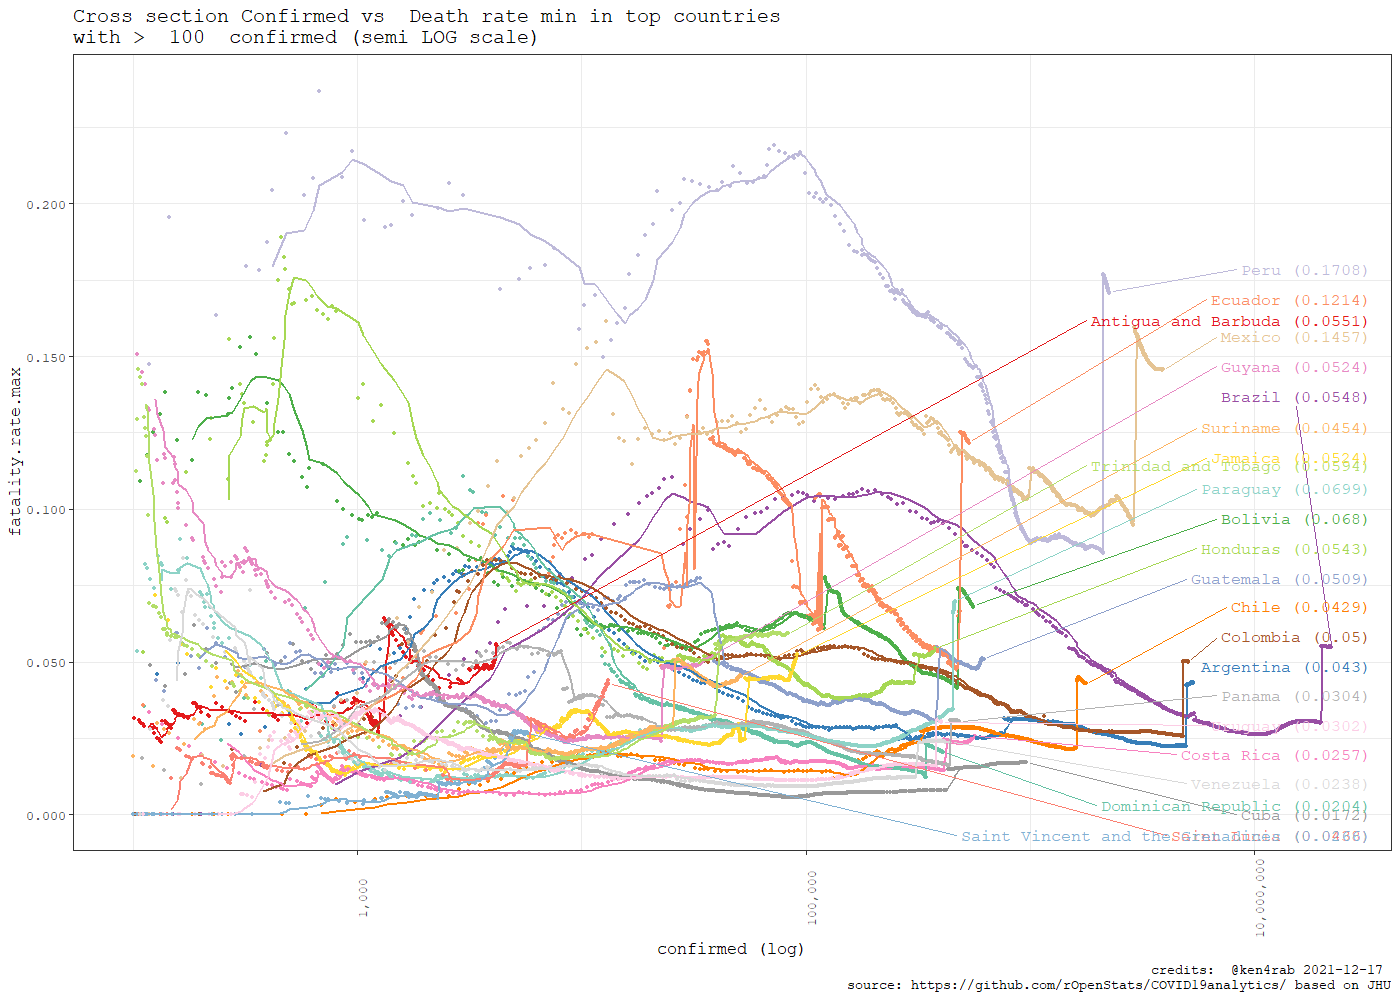 Cross section Confirmed vs  Death rate min in top countries
with >  100  confirmed (semi LOG scale)
fatality.rate.max
0.200
0.150
0.100
0.050
0.000
Peru (0.1708)
Ecuador (0.1214)
Antigua and Barbuda (0.0551)
Mexico (0.1457)
Guyana (0.0524)
Brazil (0.0548)
Suriname (0.0454)
Jamaica (0.0524)
Trinidad and Tobago (0.0594)
Paraguay (0.0699)
Bolivia (0.068)
Honduras (0.0543)
Guatemala (0.0509)
Chile (0.0429)
Colombia (0.05)
Argentina (0.043)
Panama (0.0304)
Uruguay (0.0302)
Costa Rica (0.0257)
Venezuela (0.0238)
Dominican Republic (0.0204)
Cuba (0.0172)
Saint Vincent and the Grenadines
1,000
100,000
10,000,000
confirmed (log)
credits:  @ken4rab 2021-12-17
source: https://github.com/rOpenStats/COVID19analytics/ based on JHU